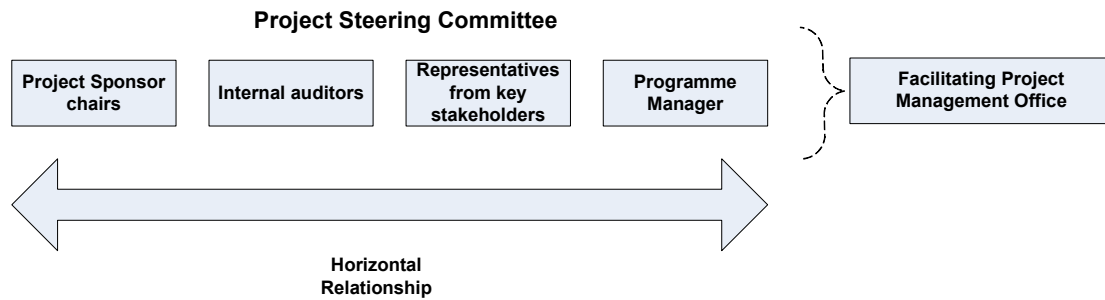 Project Steering Committee
Project Sponsor
chairs
Internal auditors
Representatives
from key
stakeholders
Programme
Manager
Facilitating Project
Management Office
Horizontal
Relationship